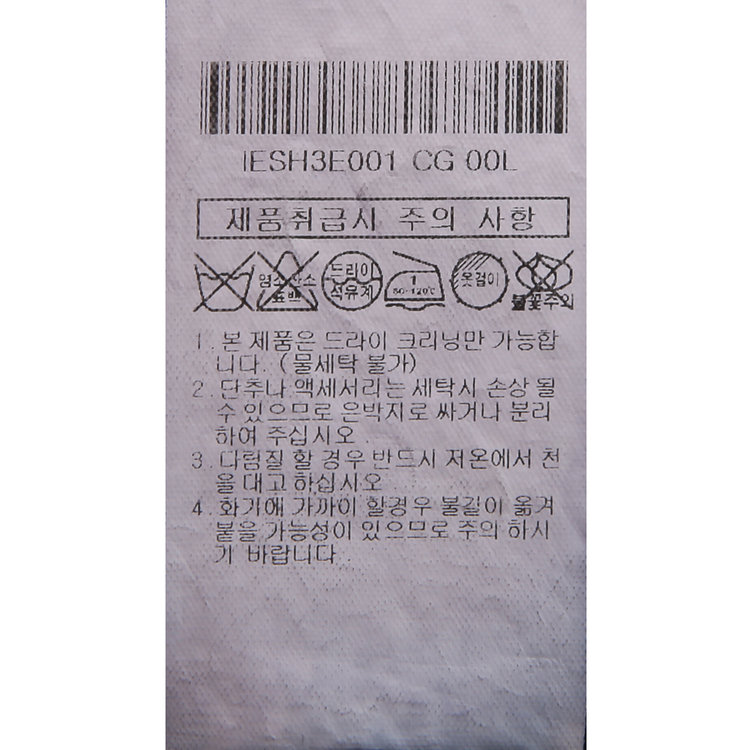 IESH3E001 CG 00L
제품취급시 주의 사항
염소산소 표백 드라이 석유계 1 80-120℃ 옷걸이 불꽃주의
1. 본 제품은 드라이 크리닝만 가능합
니다. (물세탁 불가)
2. 단추나 액세서리는 세탁시 손상 될
수 있으므로 은박지로 싸거나 분리
하여 주십시오.
3. 다림질 할 경우 반드시 저온에서 천
을 대고 하십시오
4. 화기에 가까이 할경우 불길이 옮겨
붙을 가능성이 있으므로 주의 하시
기 바랍니다.